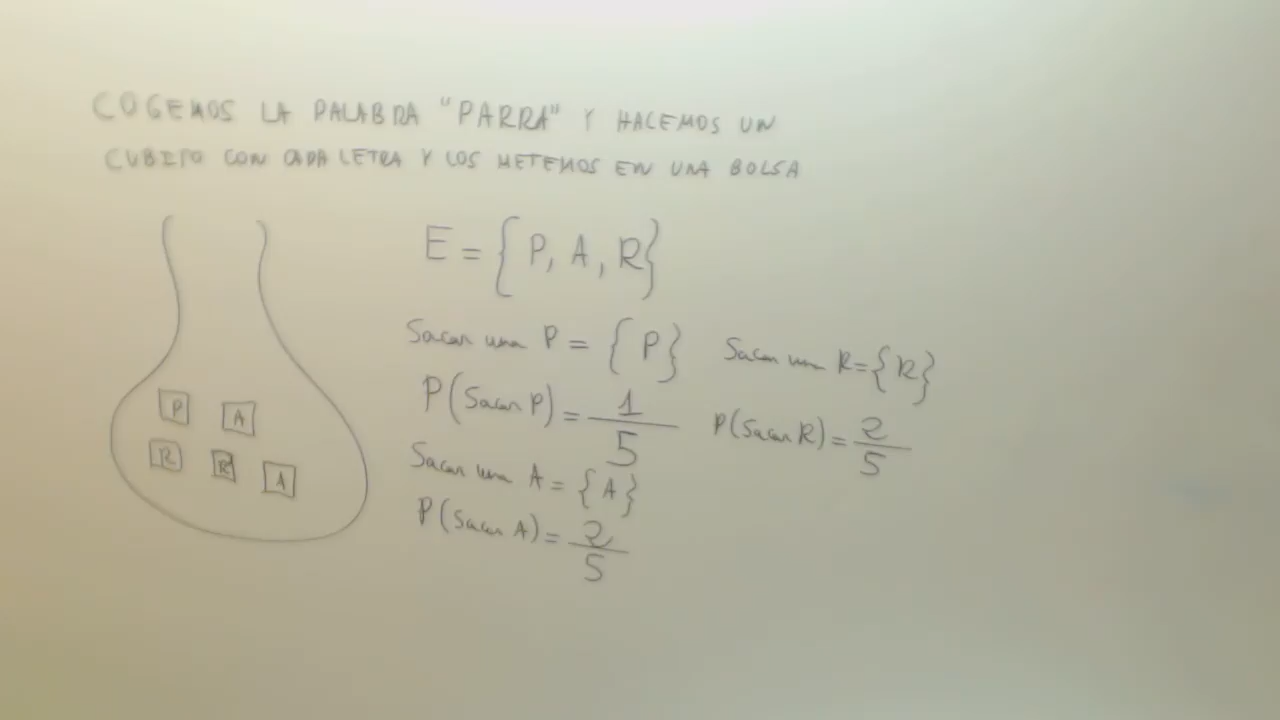 COGEMOS LA PALABRA "PARRA" Y HACEMOS UN
CUBITO CON CADA LETRA Y LOS METEMOS EN UNA BOLSA
E = { P, A, R }
Sacar una P = { P }
P(Sacar P) = 1/5
Sacar una A = { A }
P(Sacar A) = 2/5
Sacar una R = { R }
P(Sacar R) = 2/5
P A
R R A